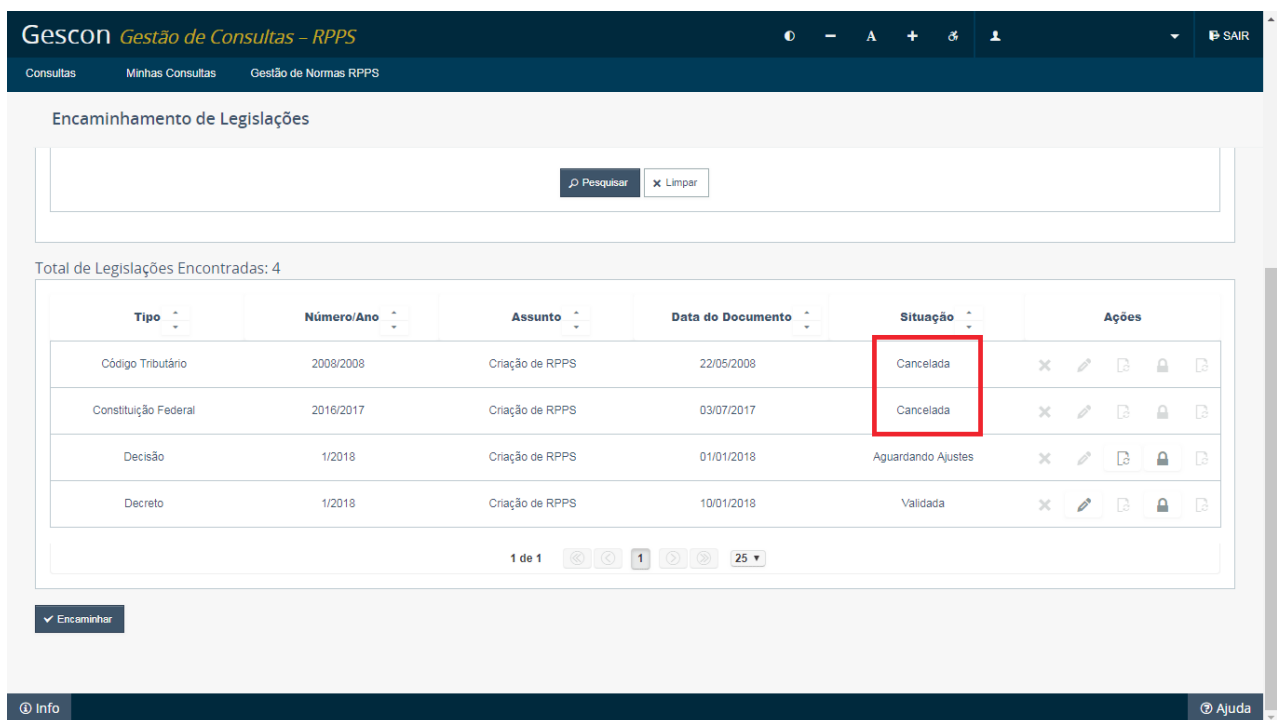 Gescon Gestão de Consultas – RPPS A SAIR
Consultas Minhas Consultas Gestão de Normas RPPS
Encaminhamento de Legislações
Pesquisar Limpar
Total de Legislações Encontradas: 4
Tipo Número/Ano Assunto Data do Documento Situação Ações
Código Tributário 2008/2008 Criação de RPPS 22/05/2008 Cancelada
Constituição Federal 2016/2017 Criação de RPPS 03/07/2017 Cancelada
Decisão 1/2018 Criação de RPPS 01/01/2018 Aguardando Ajustes
Decreto 1/2018 Criação de RPPS 10/01/2018 Validada
1 de 1 1 25
Encaminhar
Info Ajuda